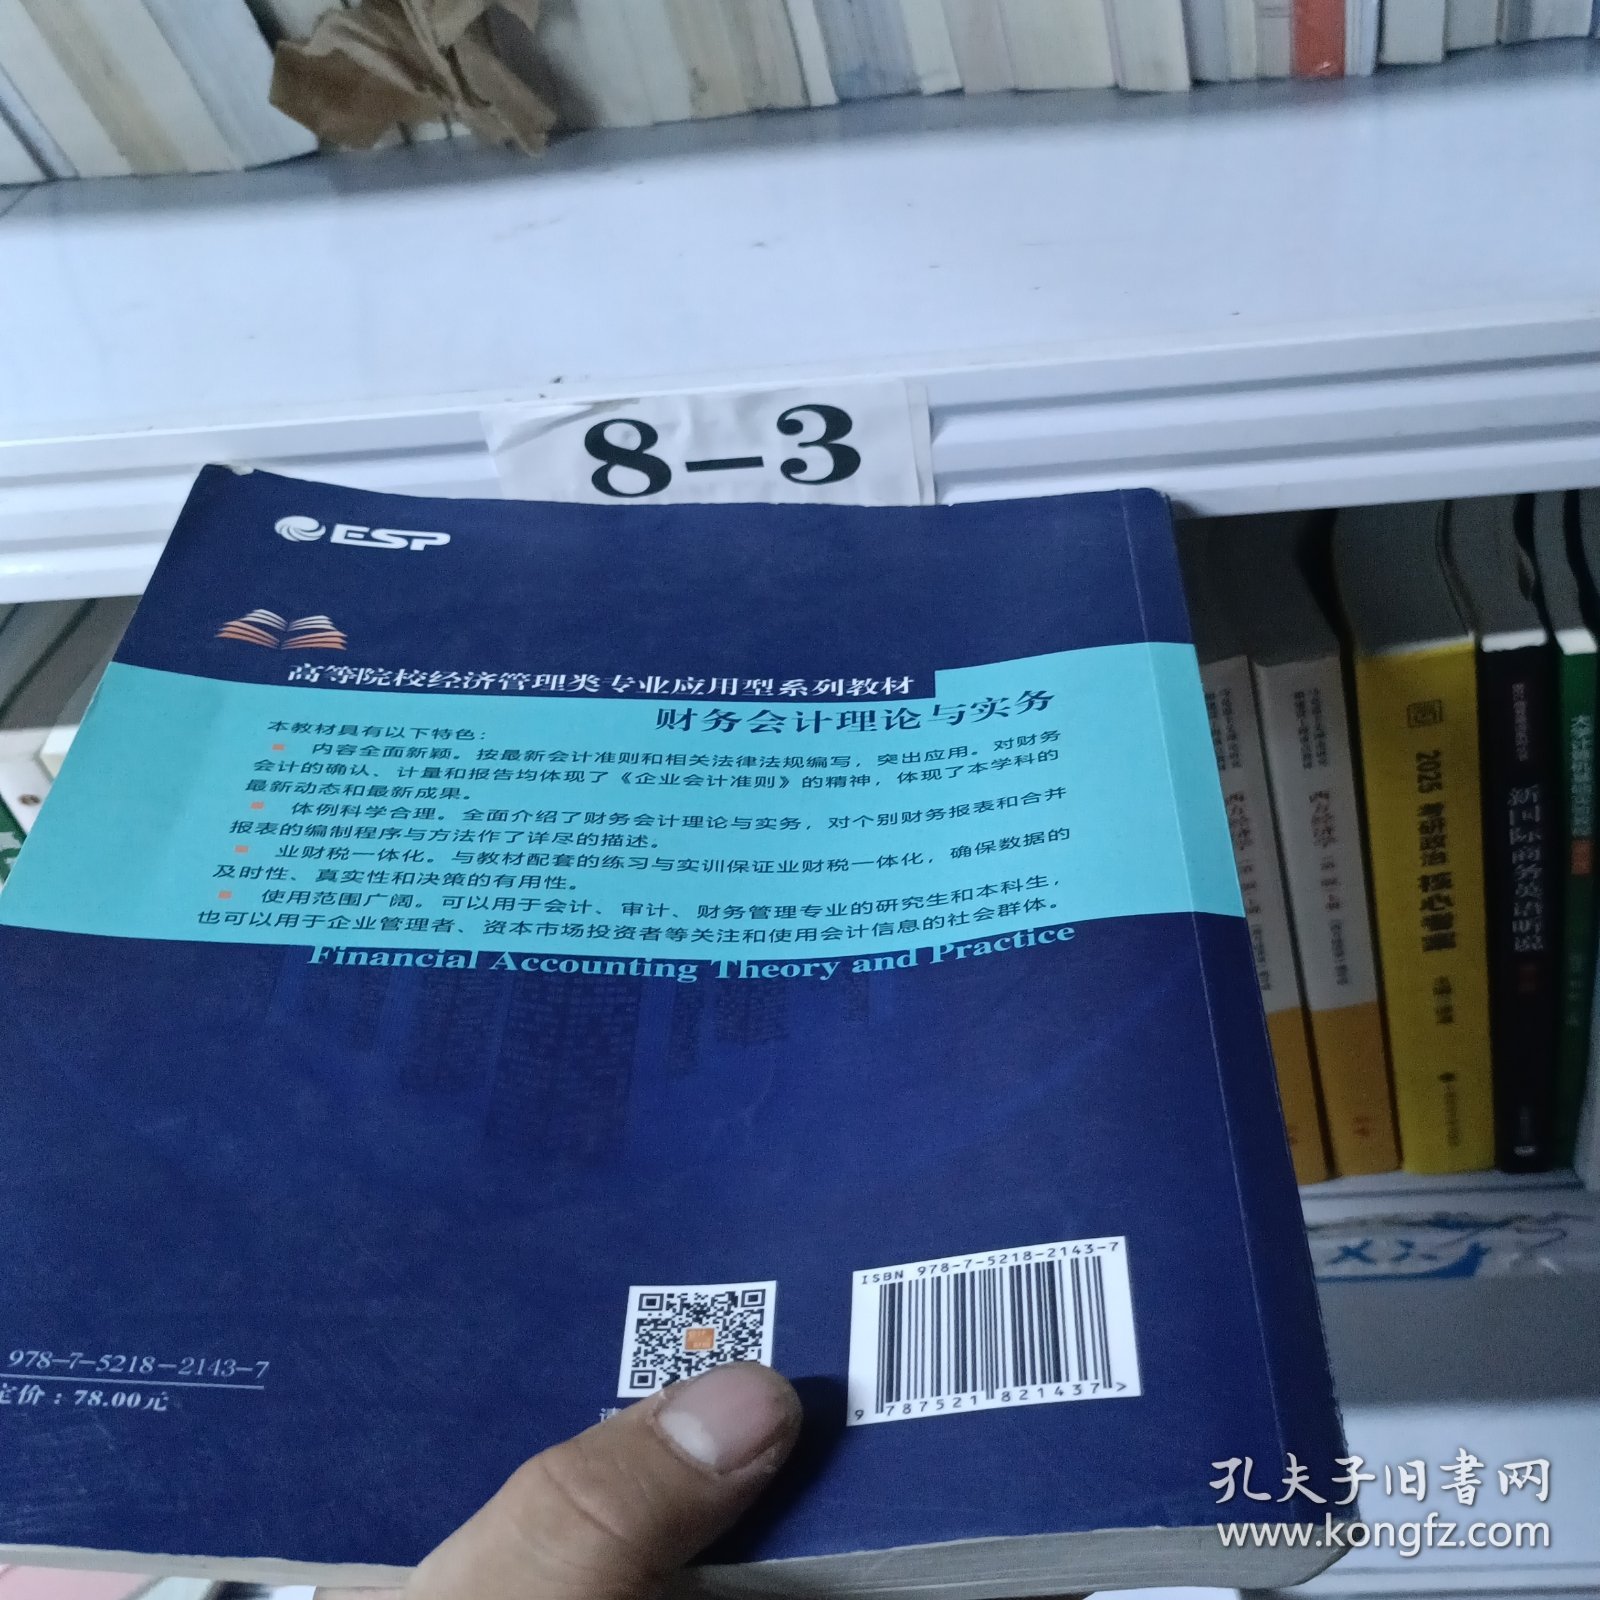 8-3
ESP
高等院校经济管理类专业应用型系列教材
财务会计理论与实务
本教材具有以下特色：
内容全面新颖。按最新会计准则和相关法律法规编写，突出应用。对财务
会计的确认、计量和报告均体现了《企业会计准则》的精神，体现了本学科的
最新动态和最新成果。
体例科学合理。全面介绍了财务会计理论与实务，对个别财务报表和合并
报表的编制程序与方法作了详尽的描述。
业财税一体化。与教材配套的练习与实训保证业财税一体化，确保数据的
及时性、真实性和决策的有用性。
使用范围广阔。可以用于会计、审计、财务管理专业的研究生和本科生，
也可以用于企业管理者、资本市场投资者等关注和使用会计信息的社会群体。
Financial Accounting Theory and Practice
ISBN 978-7-5218-2143-7
9 787521 821437 >
978-7-5218-2143-7
定价：78.00元
2025 考研政治 核心考案
新国际商务英语听说
孔夫子旧书网
www.kongfz.com